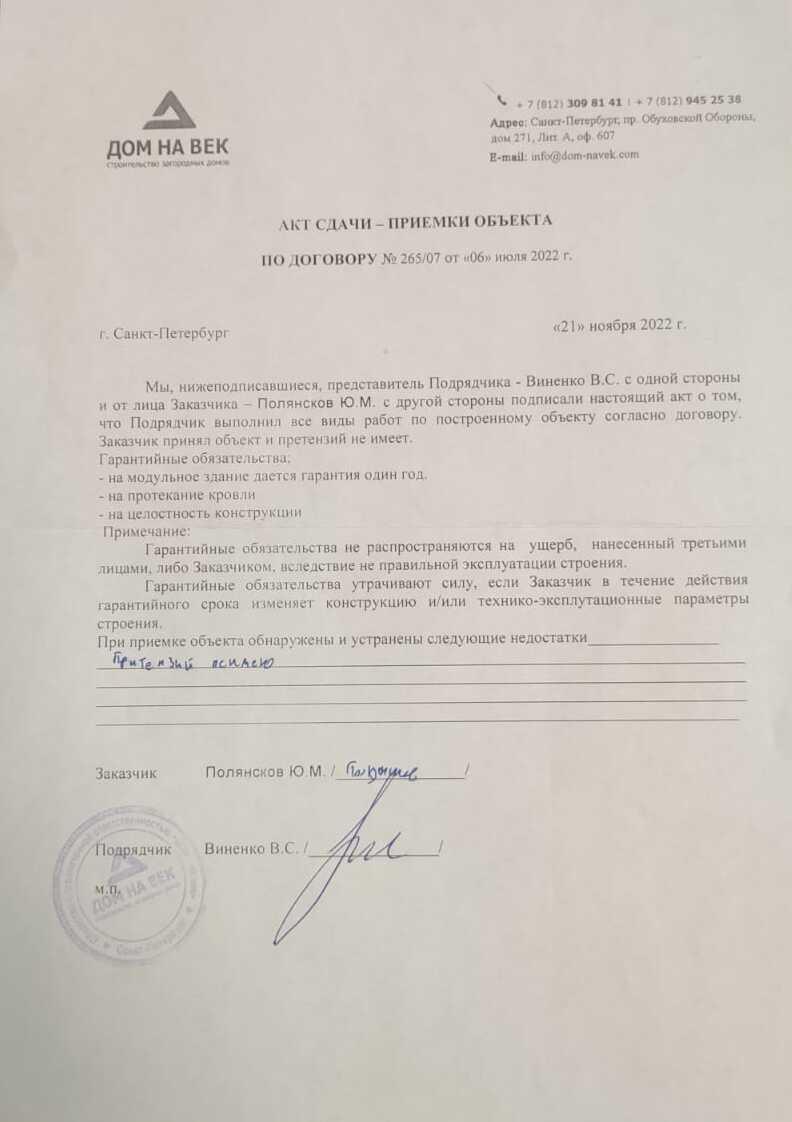 ДОМ НА ВЕК
строительство загородных домов
+ 7 (812) 309 81 41 | + 7 (812) 945 25 38
Адрес: Санкт-Петербург, пр. Обуховской Обороны,
дом 271, Лит. А, оф. 607
E-mail: info@dom-navek.com
АКТ СДАЧИ – ПРИЕМКИ ОБЪЕКТА
ПО ДОГОВОРУ № 265/07 от «06» июля 2022 г.
г. Санкт-Петербург
«21» ноября 2022 г.
Мы, нижеподписавшиеся, представитель Подрядчика - Виненко В.С. с одной стороны
и от лица Заказчика – Полянсков Ю.М. с другой стороны подписали настоящий акт о том,
что Подрядчик выполнил все виды работ по построенному объекту согласно договору.
Заказчик принял объект и претензий не имеет.
Гарантийные обязательства:
- на модульное здание дается гарантия один год.
- на протекание кровли
- на целостность конструкции
Примечание:
Гарантийные обязательства не распространяются на ущерб, нанесенный третьими
лицами, либо Заказчиком, вследствие не правильной эксплуатации строения.
Гарантийные обязательства утрачивают силу, если Заказчик в течение действия
гарантийного срока изменяет конструкцию и/или технико-эксплутационные параметры
строения.
При приемке объекта обнаружены и устранены следующие недостатки
Притензий
Заказчик Полянсков Ю.М. / /
Подрядчик Виненко В.С. / /
м.п.
ДОМ НА ВЕК
Санкт-Петербург